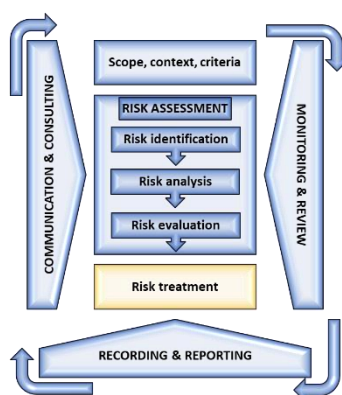 Scope, context, criteria
RISK ASSESSMENT
Risk identification
Risk analysis
Risk evaluation
Risk treatment
COMMUNICATION & CONSULTING
MONITORING & REVIEW
RECORDING & REPORTING